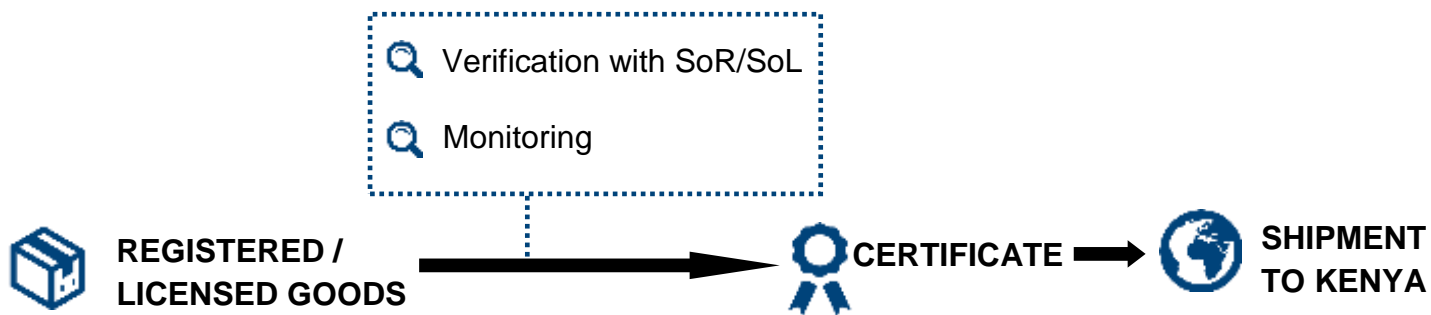 Verification with SoR/SoL
Monitoring
REGISTERED /
LICENSED GOODS
CERTIFICATE
SHIPMENT
TO KENYA